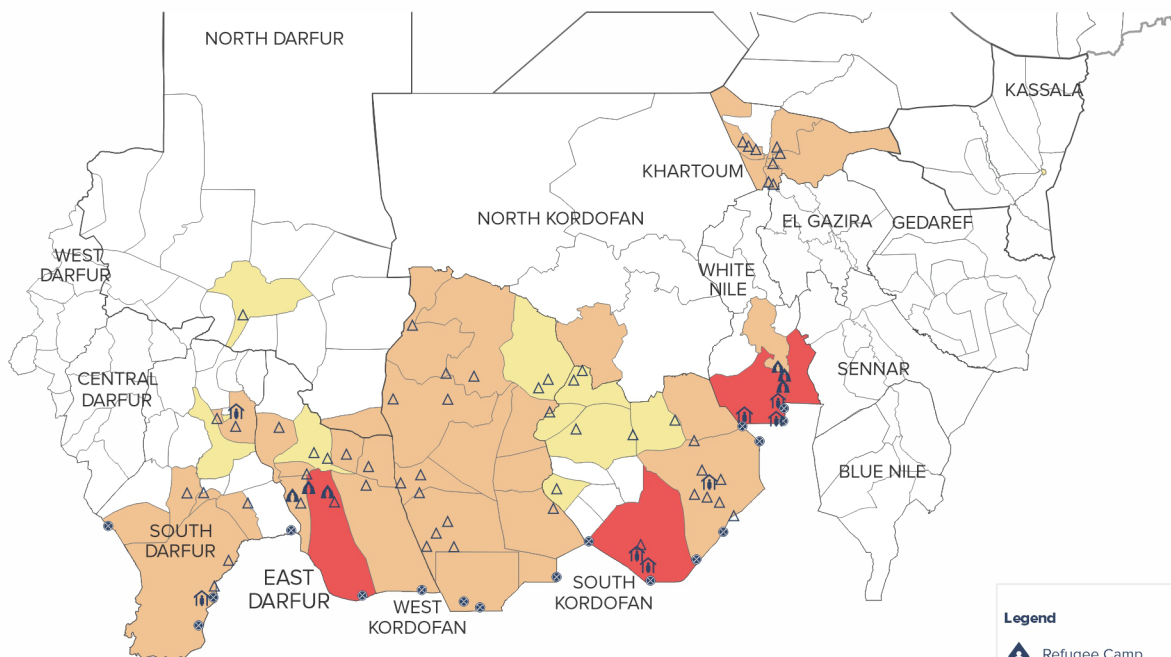 NORTH DARFUR
KASSALA
KHARTOUM
NORTH KORDOFAN
EL GAZIRA
GEDAREF
WEST
DARFUR
WHITE
NILE
CENTRAL
DARFUR
SENNAR
BLUE NILE
SOUTH
DARFUR
EAST
DARFUR
SOUTH
KORDOFAN
WEST
KORDOFAN
Legend
Refugee Camp